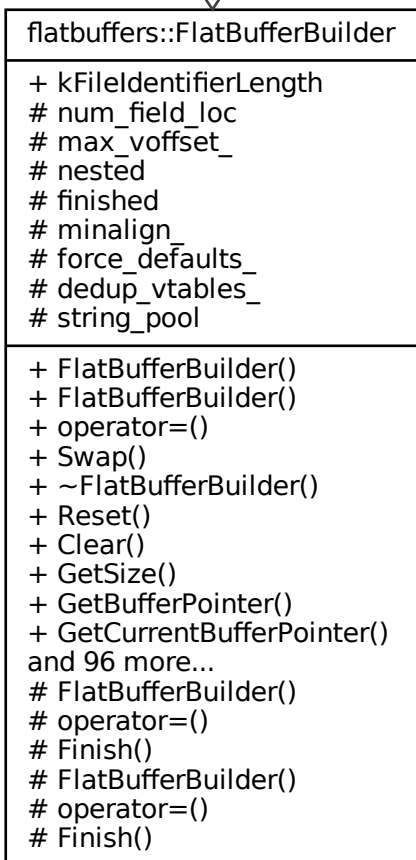 flatbuffers::FlatBufferBuilder
+ kFileIdentifierLength
# num_field_loc
# max_voffset_
# nested
# finished
# minalign_
# force_defaults_
# dedup_vtables_
# string_pool
+ FlatBufferBuilder()
+ FlatBufferBuilder()
+ operator=()
+ Swap()
+ ~FlatBufferBuilder()
+ Reset()
+ Clear()
+ GetSize()
+ GetBufferPointer()
+ GetCurrentBufferPointer()
and 96 more...
# FlatBufferBuilder()
# operator=()
# Finish()
# FlatBufferBuilder()
# operator=()
# Finish()